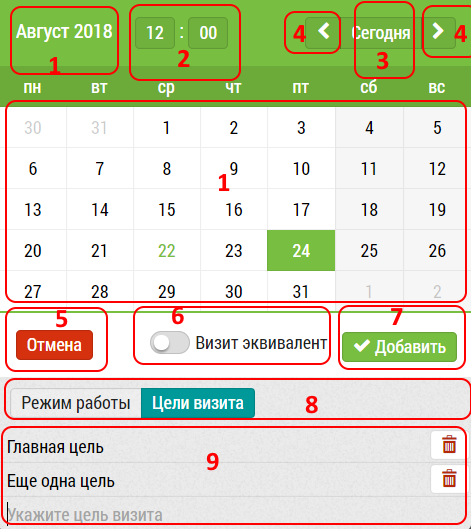 Август 2018 12 : 00 4 Сегодня 4
1 2 3
пн вт ср чт пт сб вс
30 31 1 2 3 4 5
6 7 8 9 10 11 12
1
13 14 15 16 17 18 19
20 21 22 23 24 25 26
27 28 29 30 31 1 2
5 6 7
Отмена Визит эквивалент Добавить
Режим работы Цели визита 8
Главная цель
9
Еще одна цель
Укажите цель визита